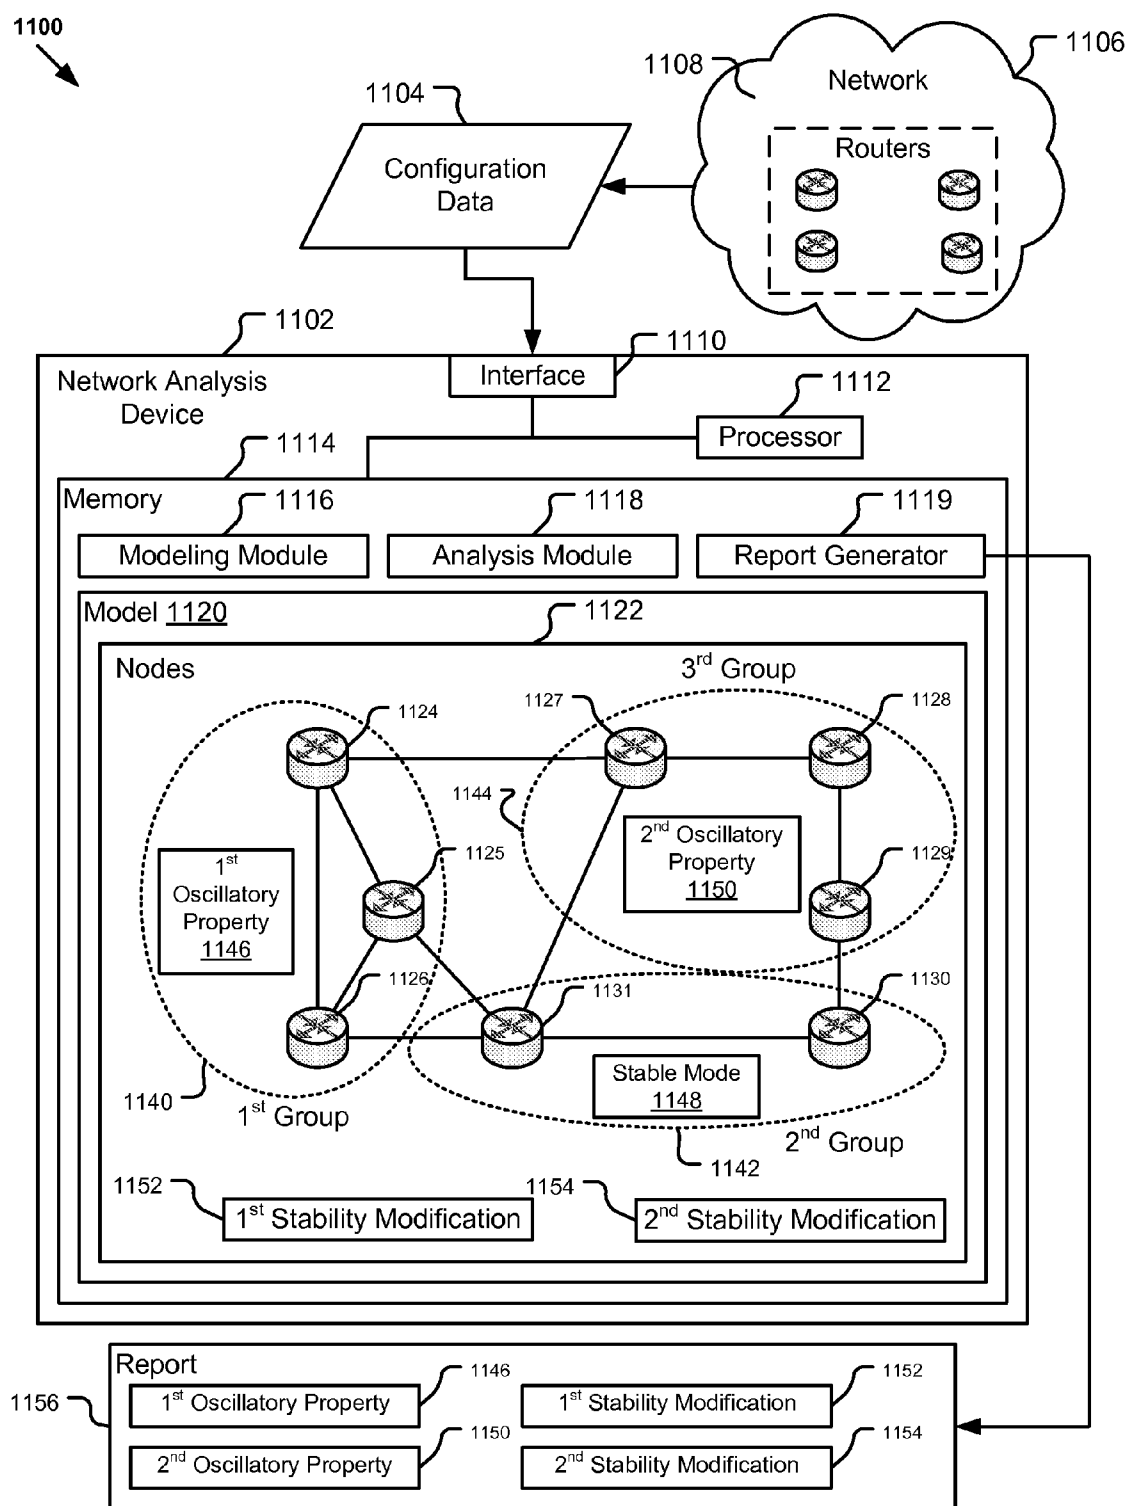 1100
1106
1108
Network
1104
Configuration
Data
Routers
1102
1110
Network Analysis
Device
Interface
1112
Processor
1114
Memory
1116
1118
1119
Modeling Module
Analysis Module
Report Generator
Model 1120
1122
Nodes
3rd Group
1124
1127
1128
1144
2nd Oscillatory
Property
1150
1125
1129
1st
Oscillatory
Property
1146
1126
1131
1130
Stable Mode
1148
1140
1st Group
2nd Group
1142
1152
1154
1st Stability Modification
2nd Stability Modification
Report
1146
1152
1156
1st Oscillatory Property
1st Stability Modification
1150
1154
2nd Oscillatory Property
2nd Stability Modification